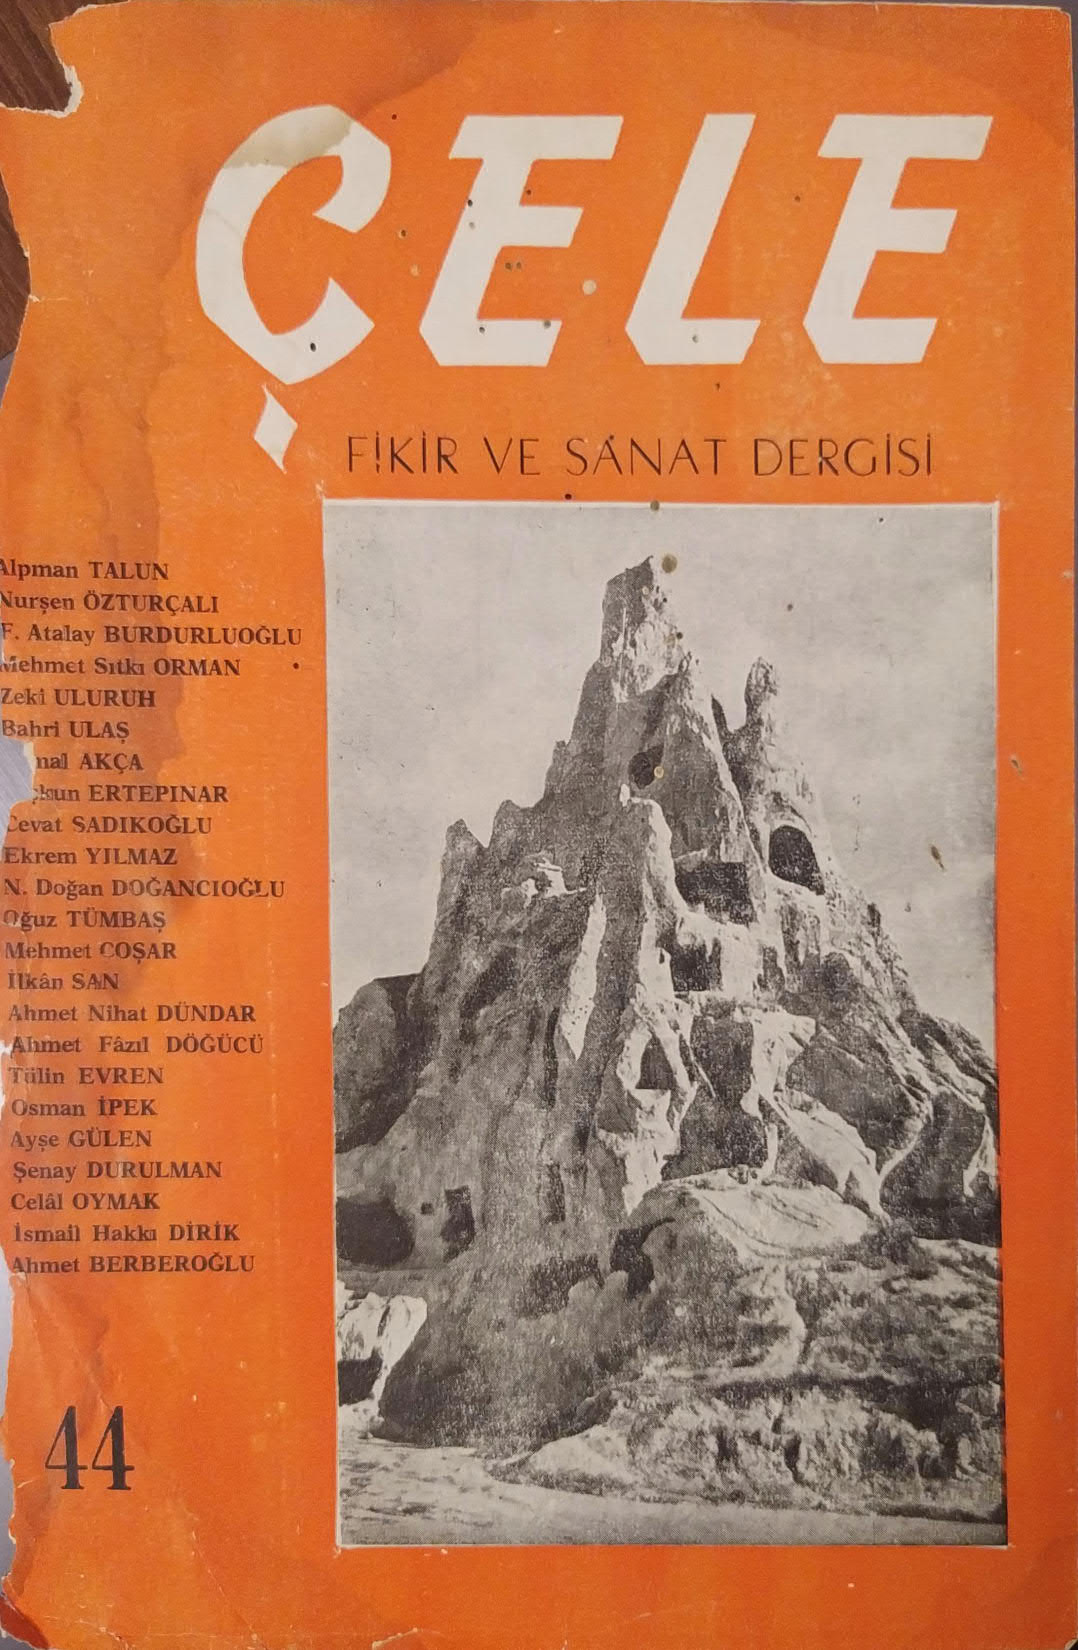 ÇELE
FİKİR VE SANAT DERGİSİ
Alpman TALUN
Nurşen ÖZTURÇALI
F. Atalay BURDURLUOĞLU
Mehmet Sıtkı ORMAN
Zeki ULURUH
Bahri ULAŞ
AKÇA
ERTEPINAR
Cevat SADIKOĞLU
Ekrem YILMAZ
N. Doğan DOĞANCIOĞLU
Oğuz TÜMBAŞ
Mehmet COŞAR
İlkân SAN
Ahmet Nihat DÜNDAR
Ahmet Fâzıl DÖĞÜCÜ
Tülin EVREN
Osman İPEK
Ayşe GÜLEN
Şenay DURULMAN
Celâl OYMAK
İsmail Hakkı DİRİK
Ahmet BERBEROĞLU
44